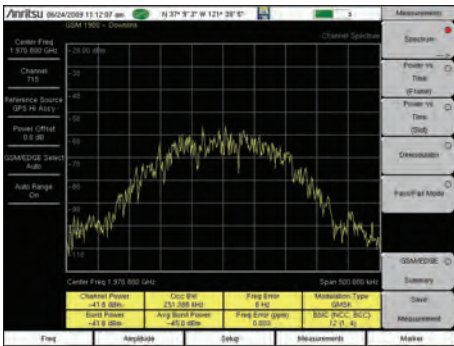 Anritsu 06/24/2009 11:12:07 am
N 37° 9' 3" W 121° 39' 6"
Measurements
GSM 1900 - Downlink
Channel Spectrum
Center Freq
1.970 800 GHz
Channel
715
Reference Source
GPS Hi Accy
Power Offset
0.0 dB
GSM/EDGE Select
Auto
Auto Range
On
-20.00 dBm
-30
-40
-50
-60
-70
-80
-90
-110
Center Freq 1.970 800 GHz
Span 500.000 kHz
Channel Power
-41.6 dBm
Occ BW
Freq Error
8 Hz
Modulation Type
GMSK
Burst Power
-41.6 dBm
Avg Burst Power
-45.0 dBm
Freq Error (ppm)
0.003
BSIC (NCC, BCC)
12 (1, 4)
Spectrum
Power vs.
Time
(Frame)
Power vs.
Time
(Slot)
Demodulator
Pass/Fail Mode
GSM/EDGE
Summary
Save
Measurement
Freq
Amplitude
Setup
Measurements
Marker